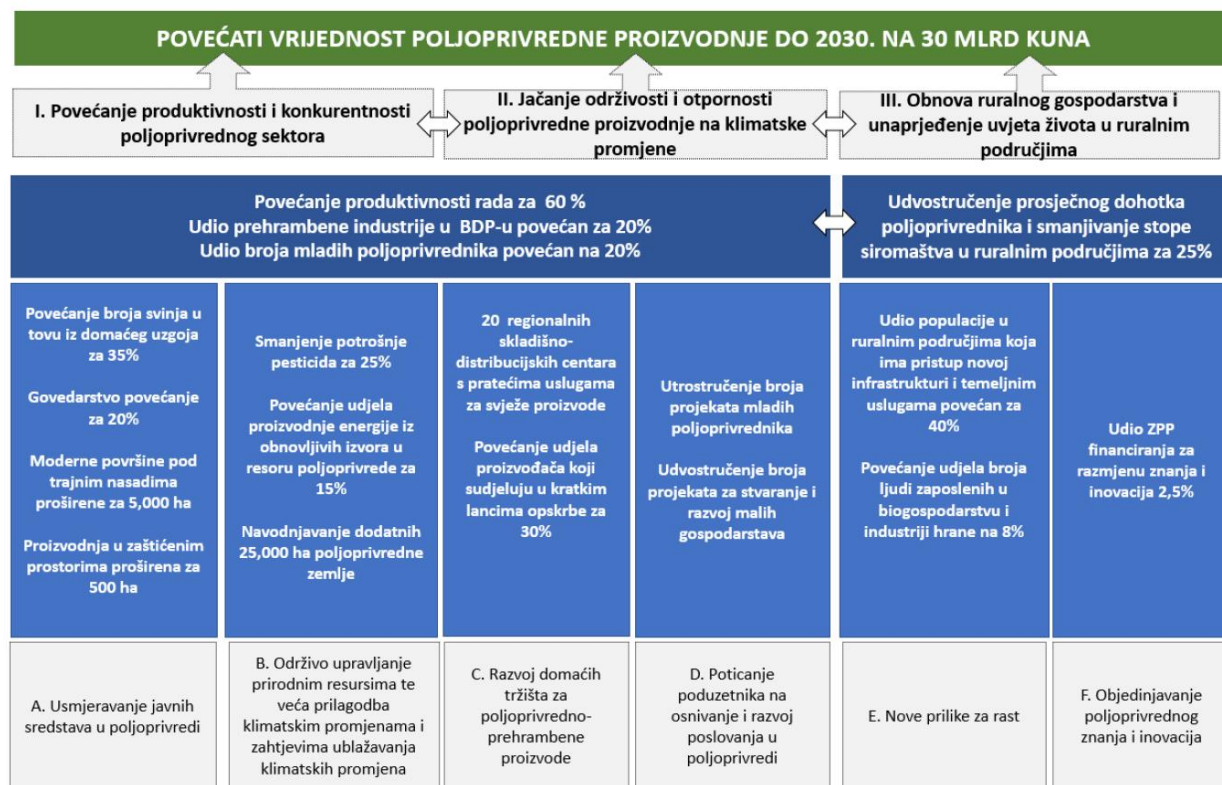 POVEĆATI VRIJEDNOST POLJOPRIVREDNE PROIZVODNJE DO 2030. NA 30 MLRD KUNA
I. Povećanje produktivnosti i konkurentnosti
poljoprivrednog sektora
II. Jačanje održivosti i otpornosti
poljoprivredne proizvodnje na klimatske
promjene
III. Obnova ruralnog gospodarstva i
unaprjeđenje uvjeta života u ruralnim
područjima
Povećanje produktivnosti rada za 60 %
Udio prehrambene industrije u BDP-u povećan za 20%
Udio broja mladih poljoprivrednika povećan na 20%
Udvostručenje prosječnog dohotka
poljoprivrednika i smanjivanje stope
siromaštva u ruralnim područjima za 25%
Povećanje broja svinja u
tovu iz domaćeg uzgoja
za 35%
Govedarstvo povećanje
za 20%
Moderne površine pod
trajnim nasadima
proširene za 5,000 ha
Proizvodnja u zaštićenim
prostorima proširena za
500 ha
Smanjenje potrošnje
pesticida za 25%
Povećanje udjela
proizvodnje energije iz
obnovljivih izvora u
resoru poljoprivrede za
15%
Navodnjavanje dodatnih
25,000 ha poljoprivredne
zemlje
20 regionalnih
skladišno-
distribucijskih centara
s pratećima uslugama
za svježe proizvode
Povećanje udjela
proizvođača koji
sudjeluju u kratkim
lancima opskrbe za
30%
Utrostručenje broja
projekata mladih
poljoprivrednika
Udvostručenje broja
projekata za stvaranje i
razvoj malih
gospodarstava
Udio populacije u
ruralnim područjima koja
ima pristup novoj
infrastrukturi i temeljnim
uslugama povećan za
40%
Povećanje udjela broja
ljudi zaposlenih u
biogospodarstvu i
industriji hrane na 8%
Udio ZPP
financiranja za
razmjenu znanja i
inovacija 2,5%
A. Usmjeravanje javnih
sredstava u poljoprivredi
B. Održivo upravljanje
prirodnim resursima te
veća prilagodba
klimatskim promjenama i
zahtjevima ublažavanja
klimatskih promjena
C. Razvoj domaćih
tržišta za
poljoprivredno-
prehrambene
proizvode
D. Poticanje
poduzetnika na
osnivanje i razvoj
poslovanja u
poljoprivredi
E. Nove prilike za rast
F. Objedinjavanje
poljoprivrednog
znanja i inovacija